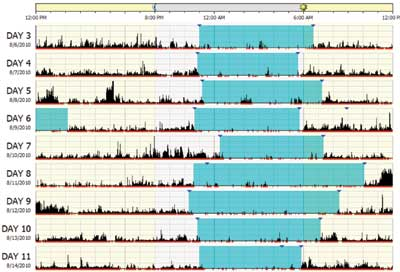 12:00 PM 8:00 PM 12:00 AM 6:00 AM 12:00 PM
DAY 3
8/6/2010
DAY 4
8/7/2010
DAY 5
8/8/2010
DAY 6
8/9/2010
DAY 7
8/10/2010
DAY 8
8/11/2010
DAY 9
8/12/2010
DAY 10
8/13/2010
DAY 11
8/14/2010